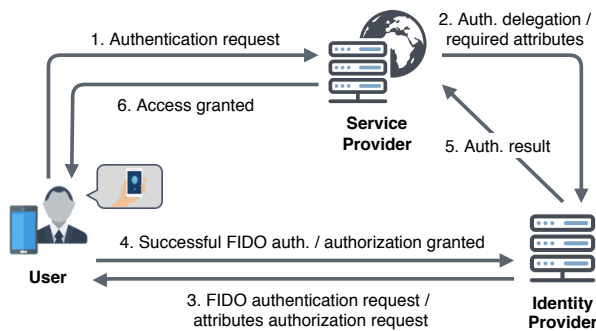 1. Authentication request
2. Auth. delegation /
required attributes
6. Access granted
Service
Provider
5. Auth. result
4. Successful FIDO auth. / authorization granted
User
3. FIDO authentication request /
attributes authorization request
Identity
Provider